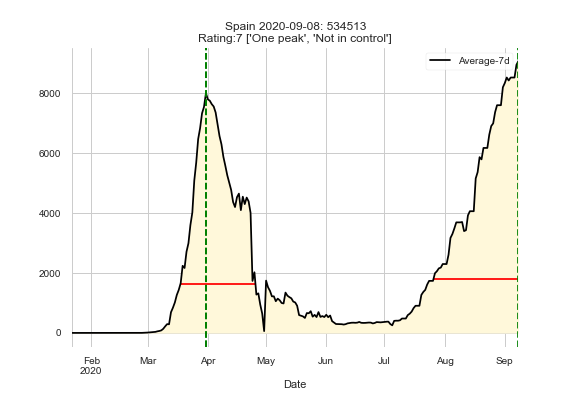 Spain 2020-09-08: 534513
Rating:7 ['One peak', 'Not in control']
Average-7d
8000
6000
4000
2000
0
Feb
2020
Mar
Apr
May
Jun
Jul
Aug
Sep
Date